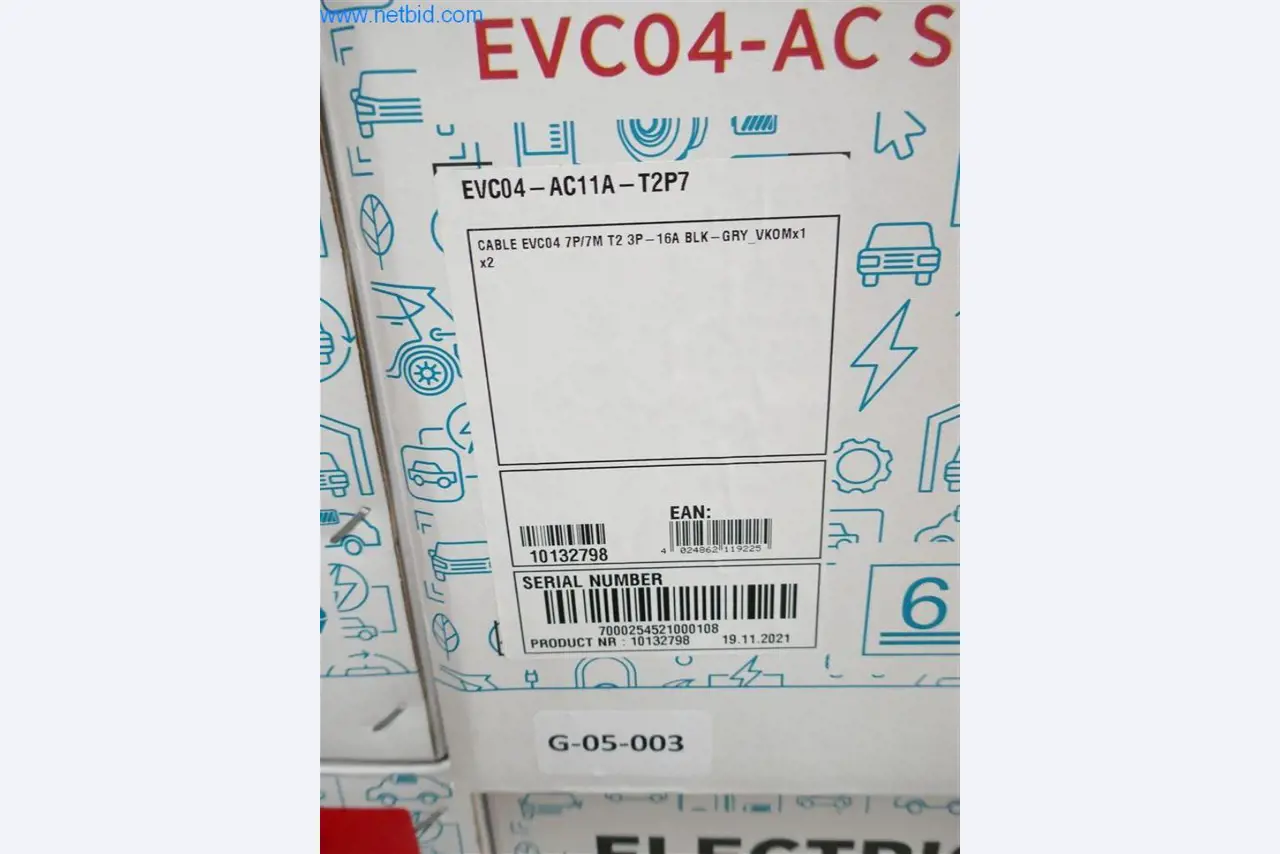 www.netbid.com
EVC04-AC S
EVC04-AC11A-T2P7
CABLE EVC04 7P/7M T2 3P-16A BLK-GRY_VKOMx1
x2
EAN:
10132798
4 024862 119225
SERIAL NUMBER
7000254521000108
PRODUCT NR : 10132798 19.11.2021
6
G-05-003